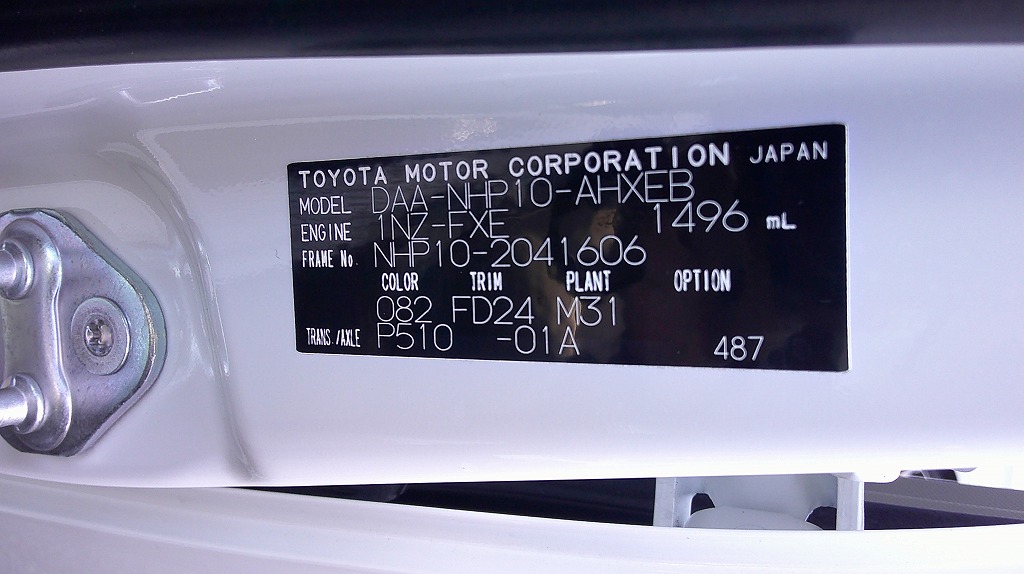 TOYOTA MOTOR CORPORATION JAPAN
MODEL DAA-NHP10-AHXEB
ENGINE 1NZ-FXE 1496 mL
FRAME No. NHP10-2041606
COLOR TRIM PLANT OPTION
082 FD24 M31
TRANS./AXLE P510 -01A 487